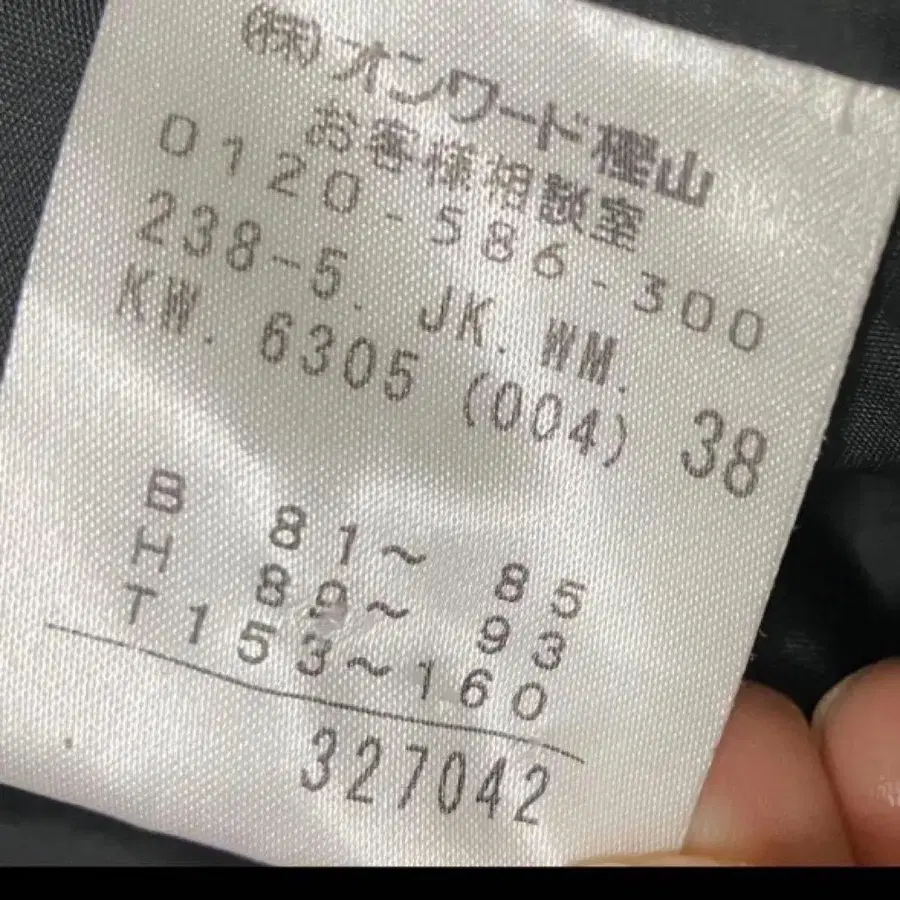 (株)オンワード樫山
お客様相談室
0120-586-300
238-5. JK. WM.
KW. 6305 (004) 38
B 81~ 85
H 89~ 93
T153~160
327042